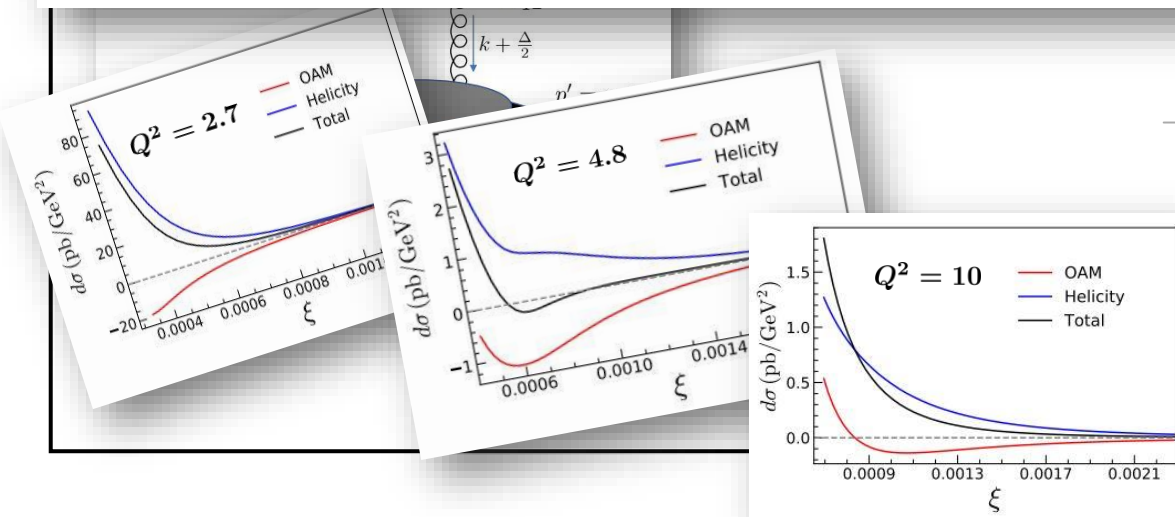 k + Δ/2
p′ =
OAM
Helicity
Total
Q² = 2.7
80
60
40
20
0
−20
dσ (pb/GeV²)
0.0004
0.0006
0.0008
ξ
OAM
Helicity
Total
Q² = 4.8
3
2
1
0
−1
dσ (pb/GeV²)
0.0006
0.0010
0.0014
ξ
OAM
Helicity
Total
Q² = 10
1.5
1.0
0.5
0.0
dσ (pb/GeV²)
0.0009
0.0013
0.0017
0.0021
ξ